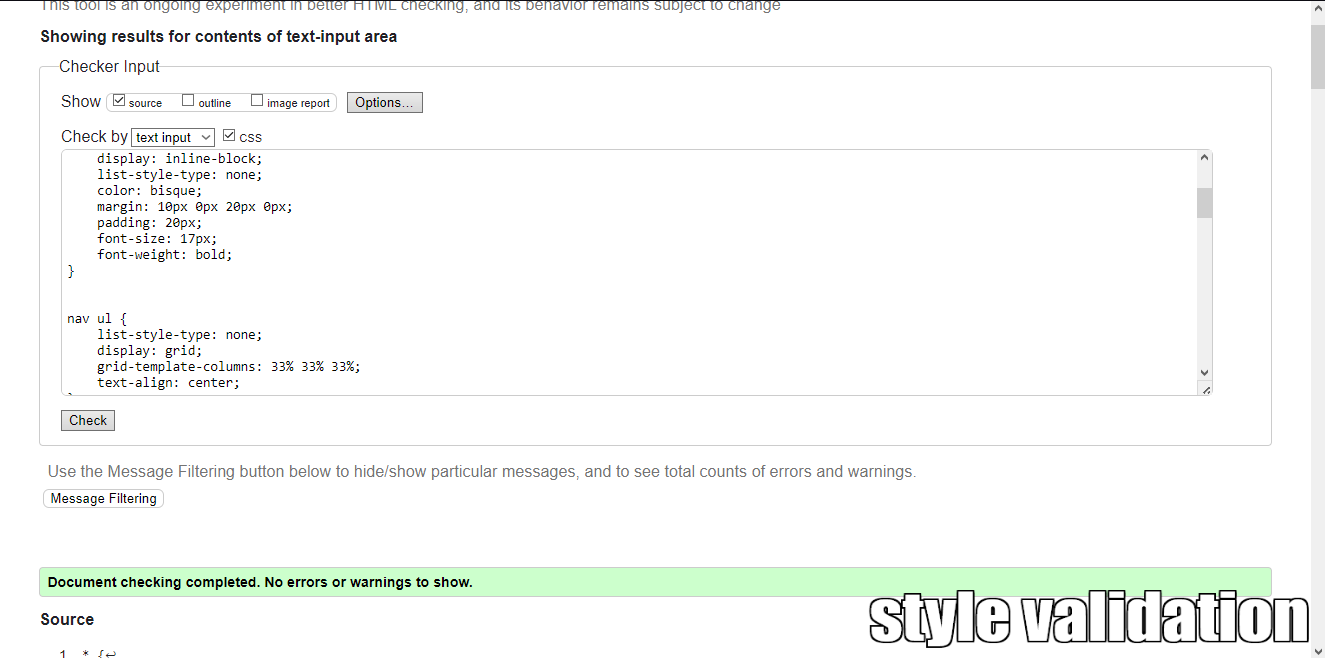 This tool is an ongoing experiment in better HTML checking, and its behavior remains subject to change
Showing results for contents of text-input area
Checker Input
Show source outline image report Options...
Check by text input css
display: inline-block;
list-style-type: none;
color: bisque;
margin: 10px 0px 20px 0px;
padding: 20px;
font-size: 17px;
font-weight: bold;
}
nav ul {
list-style-type: none;
display: grid;
grid-template-columns: 33% 33% 33%;
text-align: center;
Check
Use the Message Filtering button below to hide/show particular messages, and to see total counts of errors and warnings.
Message Filtering
Document checking completed. No errors or warnings to show.
style validation
Source
1 * {↩